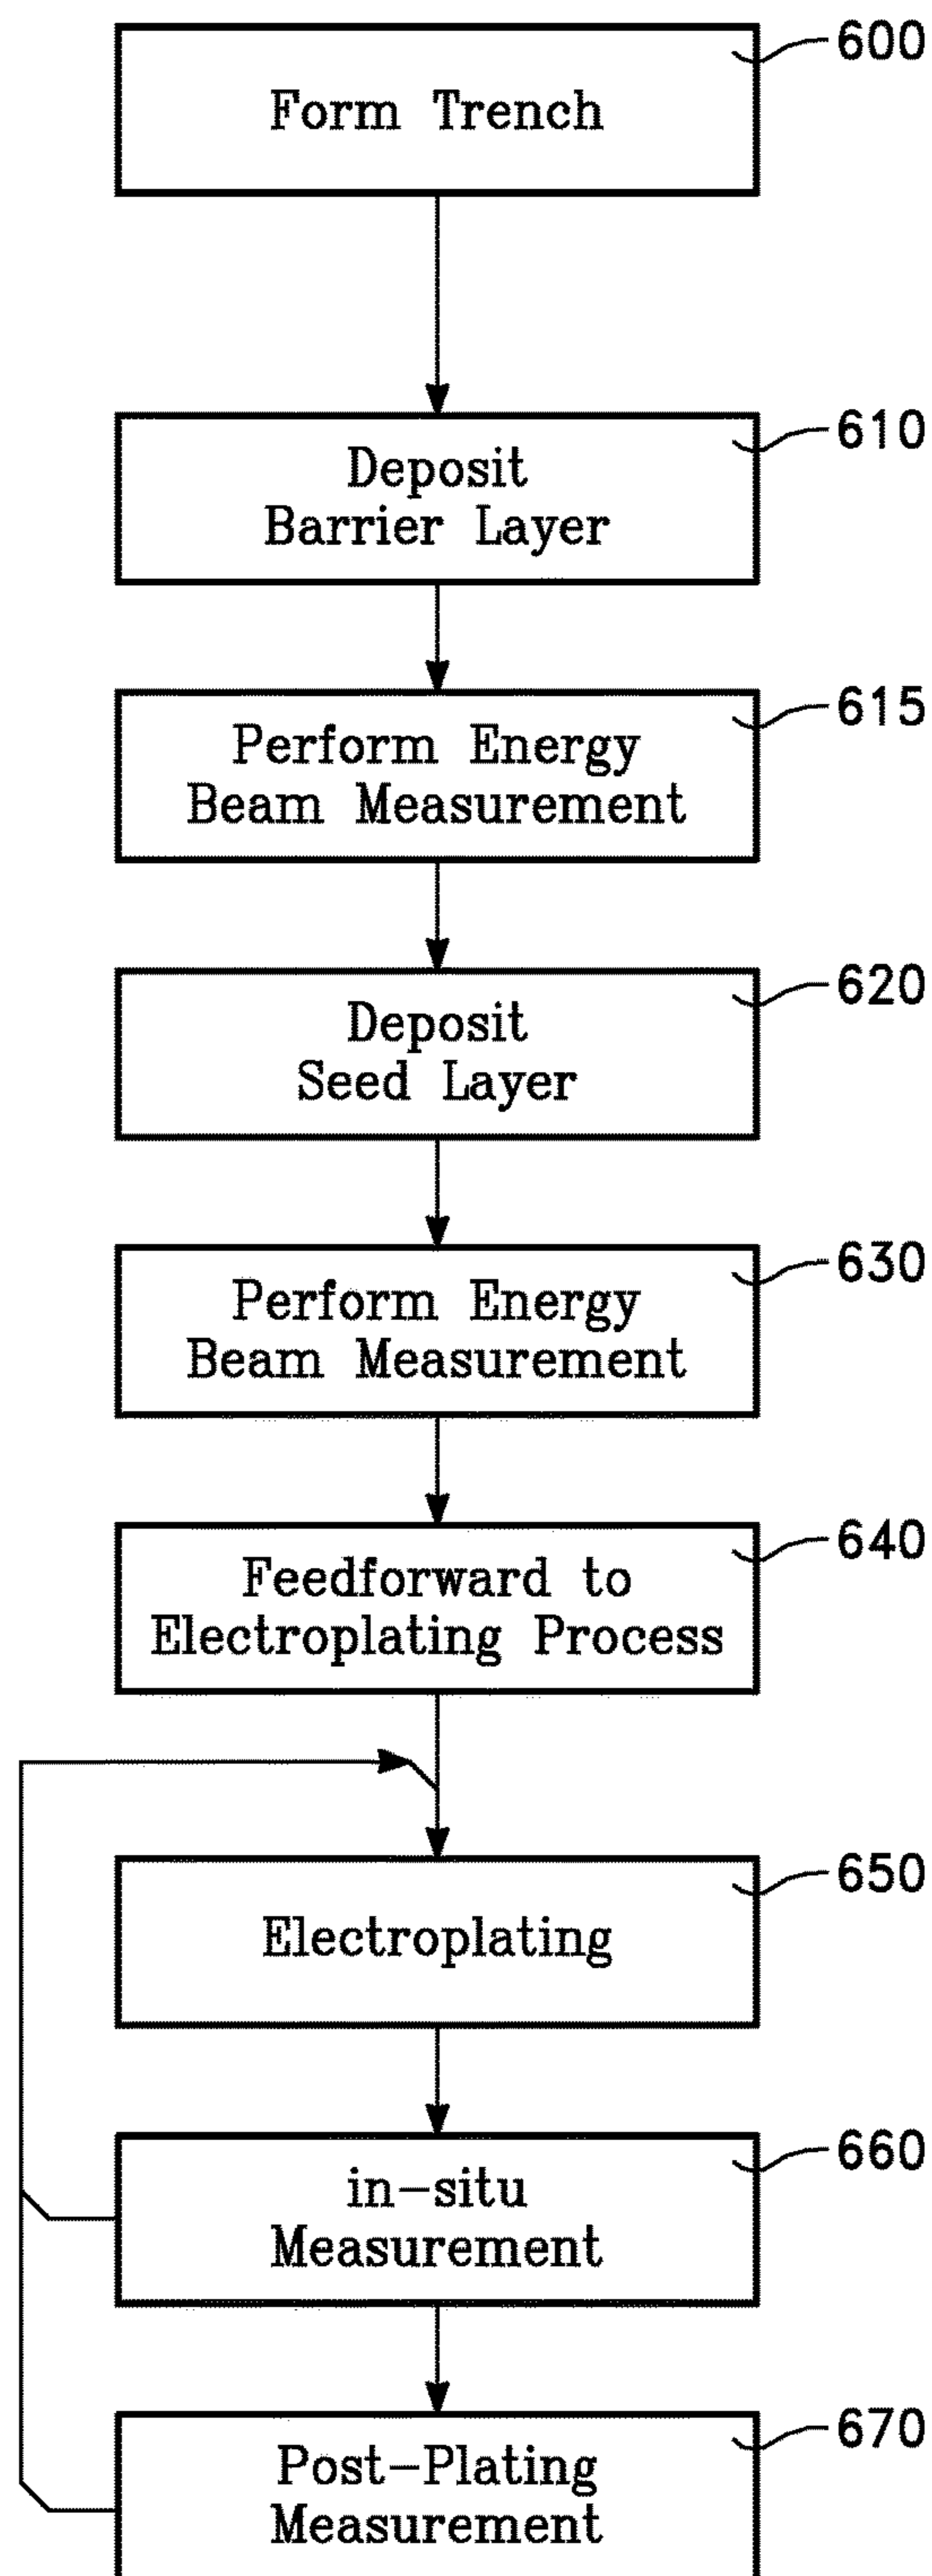 600
Form Trench
610
Deposit
Barrier Layer
615
Perform Energy
Beam Measurement
620
Deposit
Seed Layer
630
Perform Energy
Beam Measurement
640
Feedforward to
Electroplating Process
650
Electroplating
660
in-situ
Measurement
670
Post-Plating
Measurement